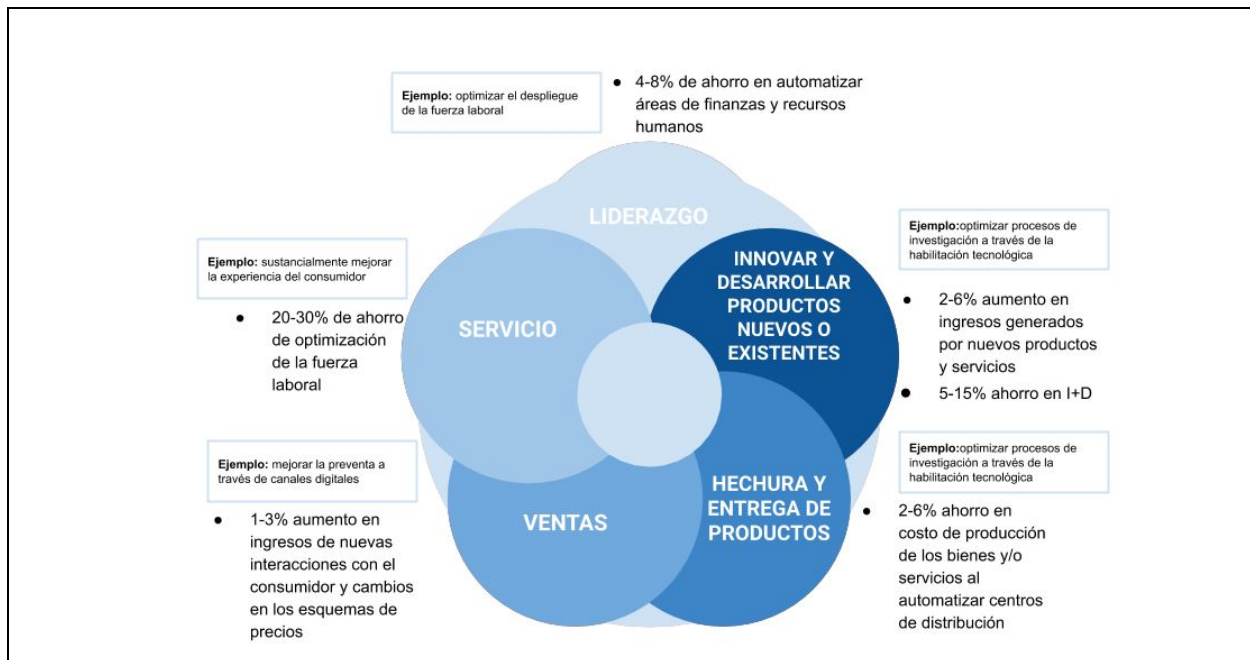 Ejemplo: optimizar el despliegue
de la fuerza laboral
● 4-8% de ahorro en automatizar
áreas de finanzas y recursos
humanos
LIDERAZGO
Ejemplo:optimizar procesos de
investigación a través de la
habilitación tecnológica
● 2-6% aumento en
ingresos generados
por nuevos productos
y servicios
● 5-15% ahorro en I+D
INNOVAR Y
DESARROLLAR
PRODUCTOS
NUEVOS O
EXISTENTES
Ejemplo: sustancialmente mejorar
la experiencia del consumidor
● 20-30% de ahorro
de optimización
de la fuerza
laboral
SERVICIO
Ejemplo:optimizar procesos de
investigación a través de la
habilitación tecnológica
● 2-6% ahorro en
costo de producción
de los bienes y/o
servicios al
automatizar centros
de distribución
HECHURA Y
ENTREGA DE
PRODUCTOS
Ejemplo: mejorar la preventa a
través de canales digitales
● 1-3% aumento en
ingresos de nuevas
interacciones con el
consumidor y cambios
en los esquemas de
precios
VENTAS